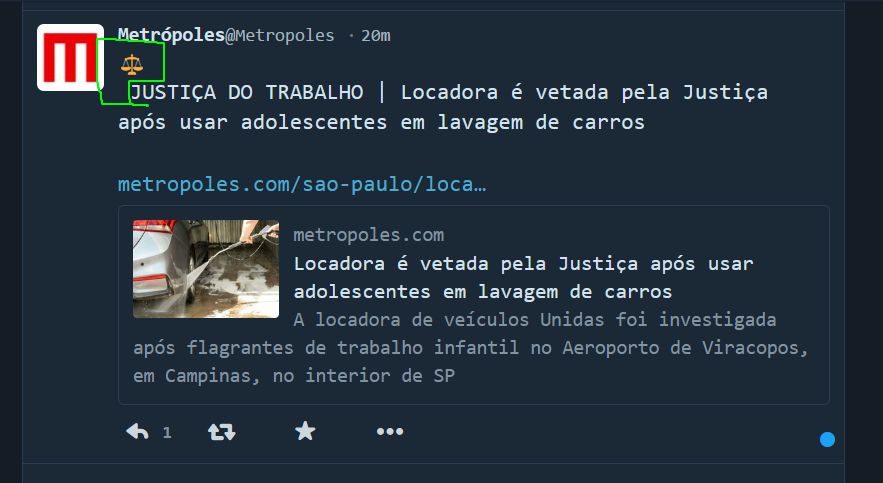 Metrópoles@Metropoles · 20m
⚖️
JUSTIÇA DO TRABALHO | Locadora é vetada pela Justiça
após usar adolescentes em lavagem de carros
metropoles.com/sao-paulo/loca…
metropoles.com
Locadora é vetada pela Justiça após usar
adolescentes em lavagem de carros
A locadora de veículos Unidas foi investigada
após flagrantes de trabalho infantil no Aeroporto de Viracopos,
em Campinas, no interior de SP
1